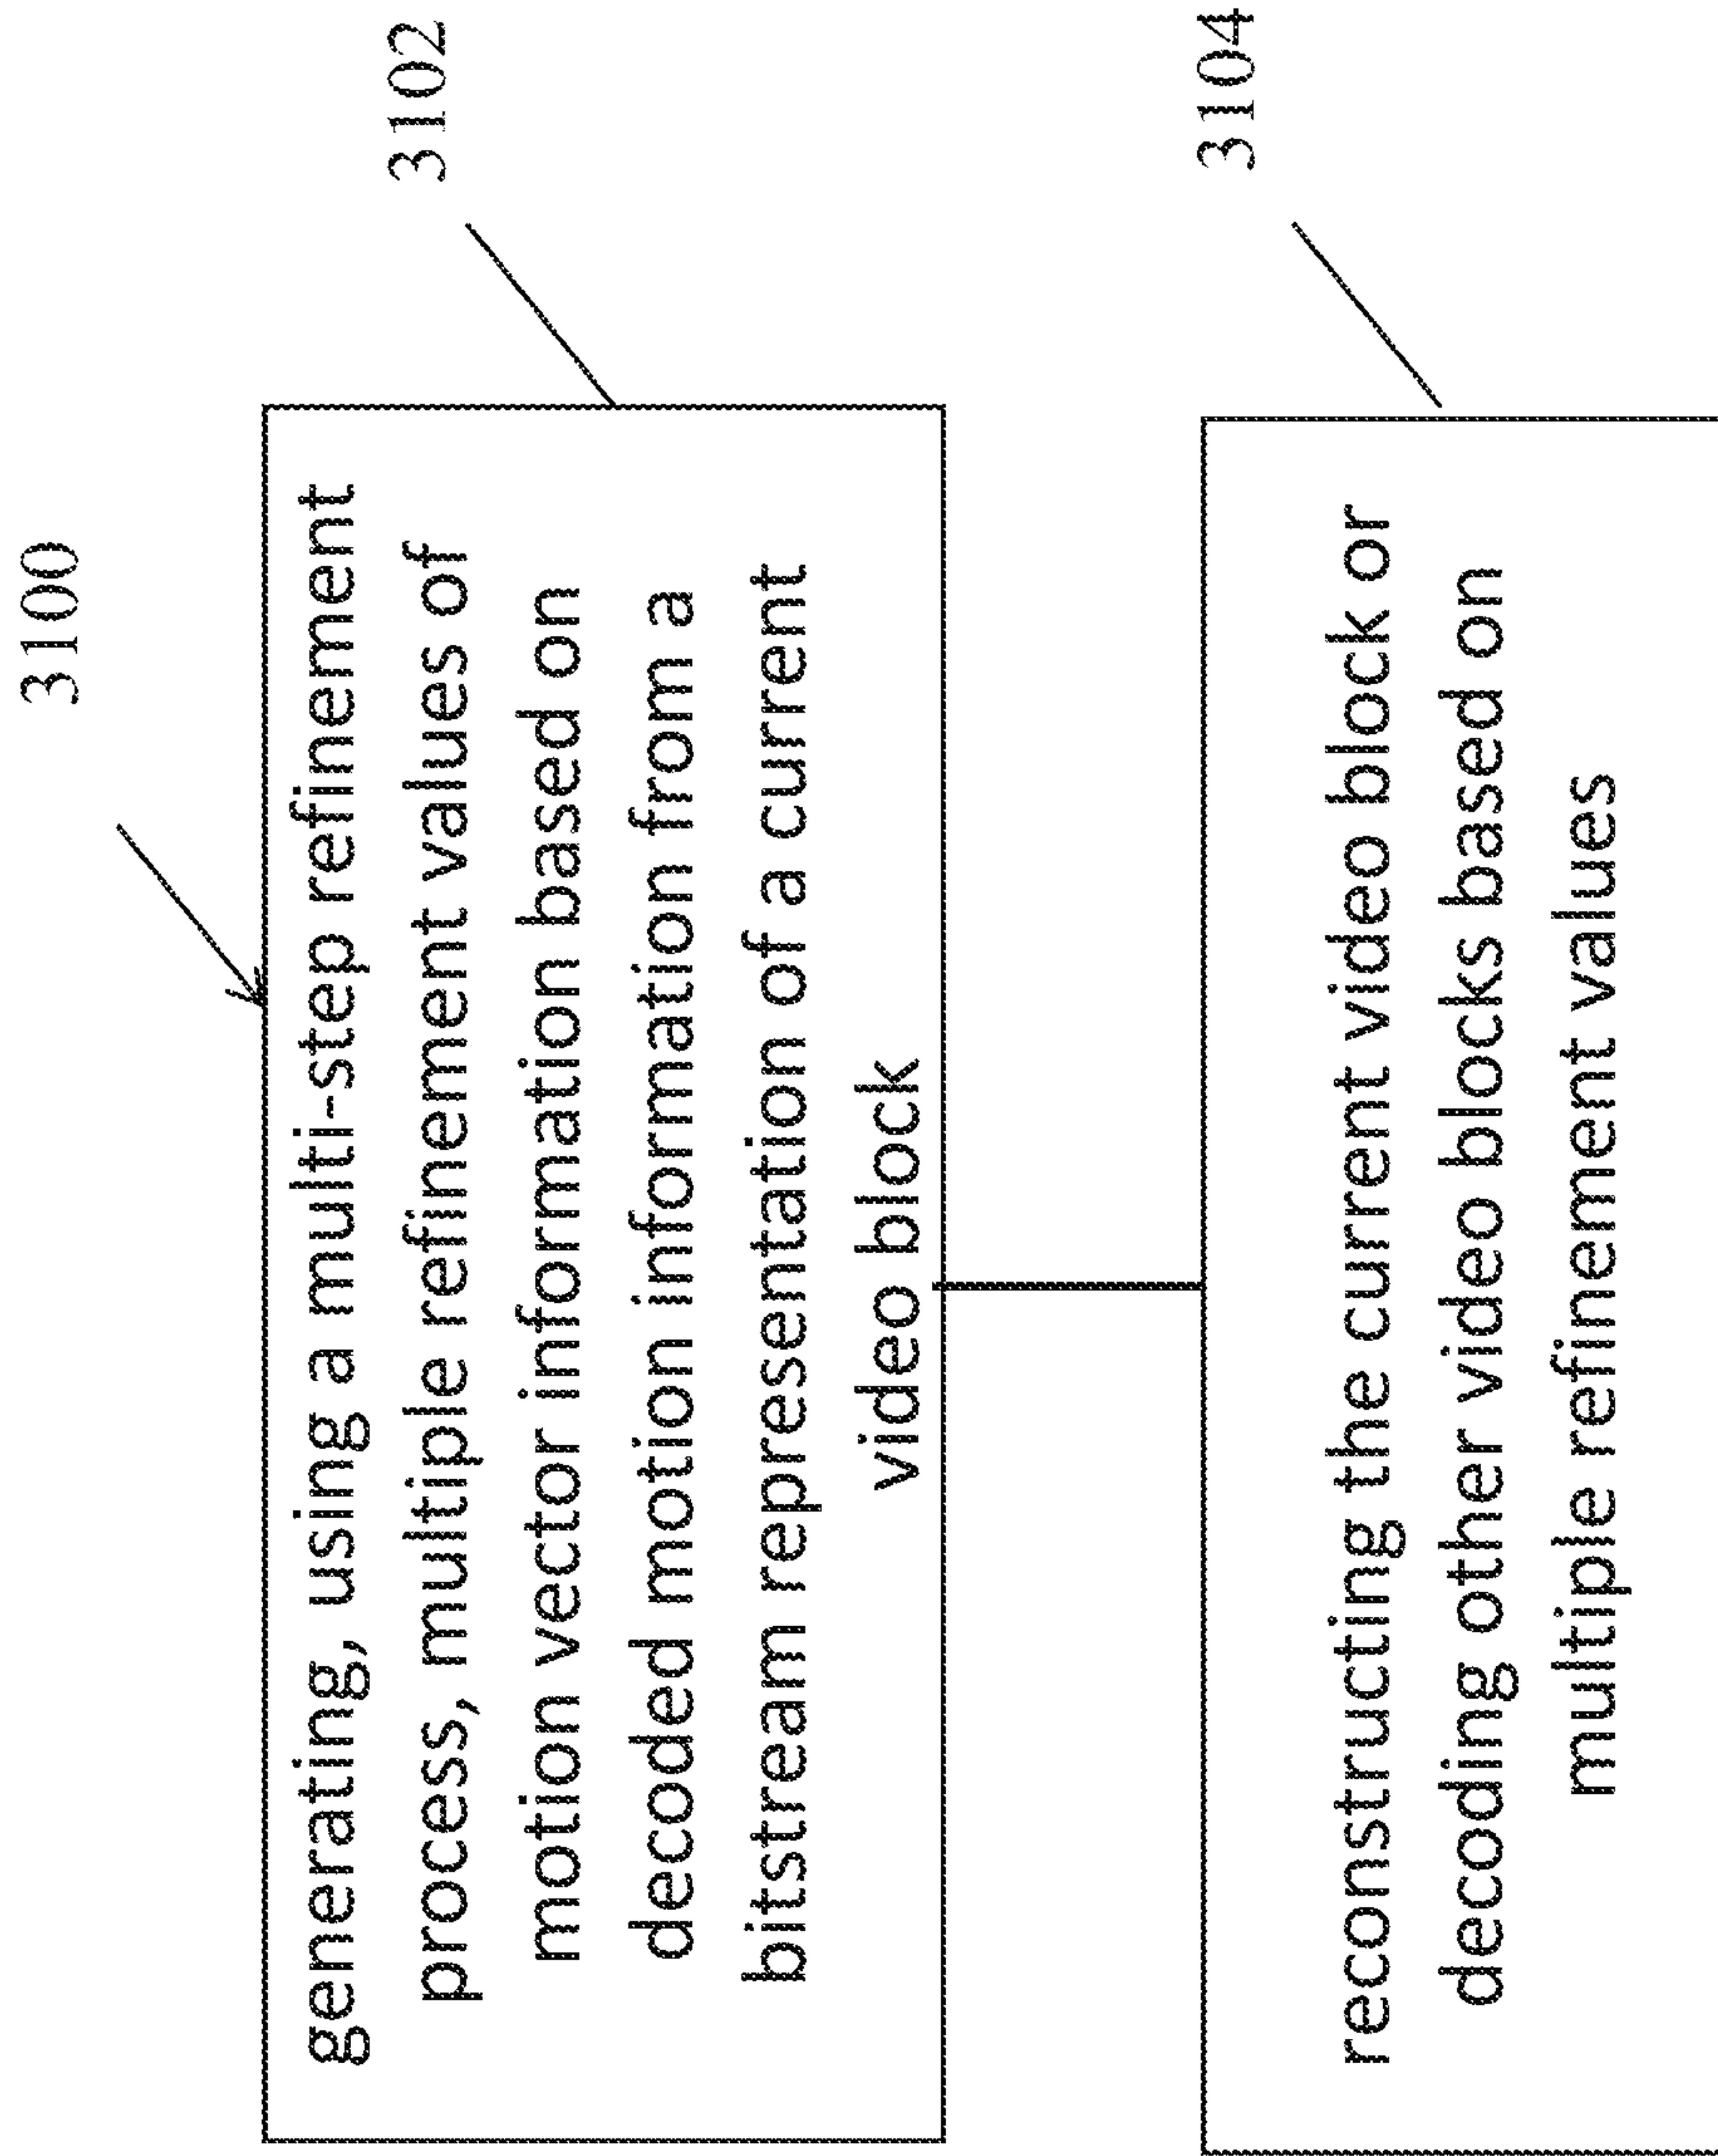 3100
3102
generating, using a multi-step refinement
process, multiple refinement values of
motion vector information based on
decoded motion information from a
bitstream representation of a current
video block
3104
reconstructing the current video block or
decoding other video blocks based on
multiple refinement values